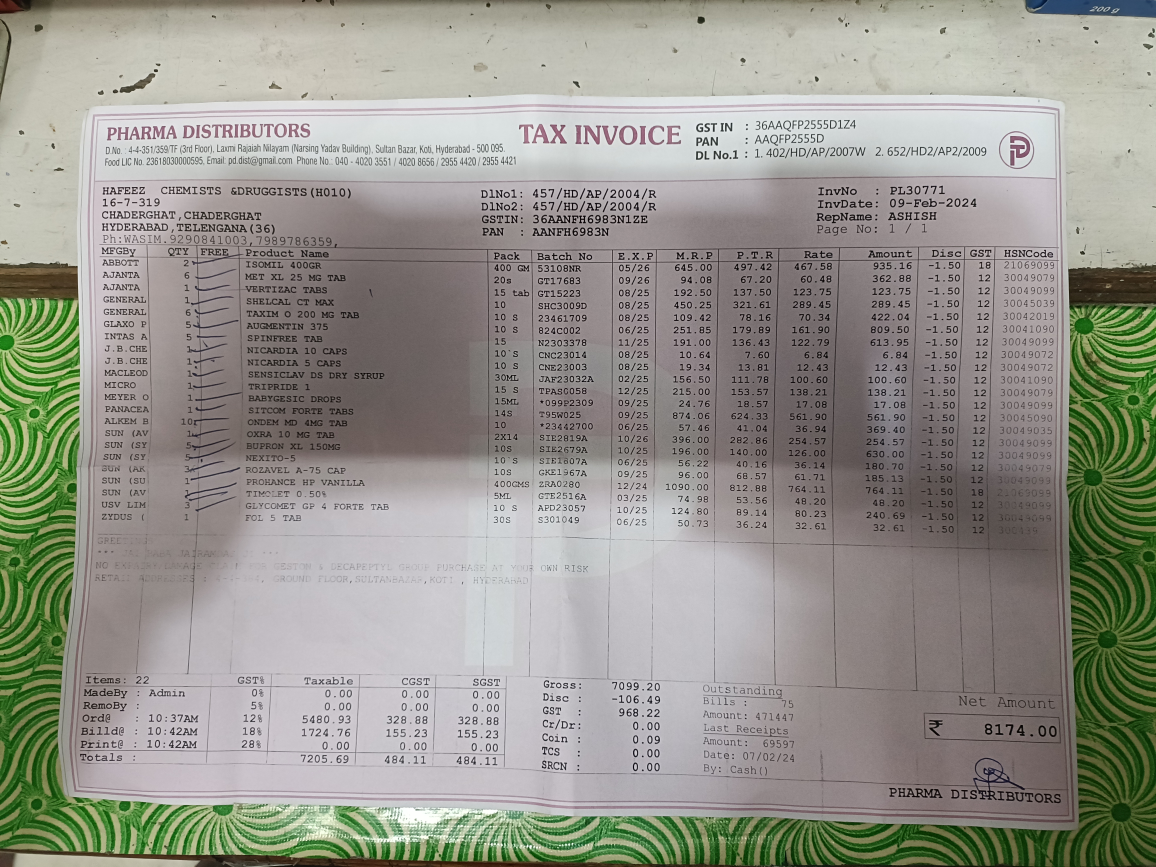 200 g
PHARMA DISTRIBUTORS
D.No. : 4-4-351/359/TF (3rd Floor), Laxmi Rajaiah Nilayam (Narsing Yadav Building), Sultan Bazar, Koti, Hyderabad - 500 095.
Food LIC No. 23618030000595, Email: pd.dist@gmail.com Phone No : 040 - 4020 3551 / 4020 8656 / 2955 4420 / 2955 4421
TAX INVOICE
GST IN : 36AAQFP2555D1Z4
PAN : AAQFP2555D
DL No.1 : 1. 402/HD/AP/2007W 2. 652/HD2/AP2/2009
HAFEEZ CHEMISTS &DRUGGISTS(H010)
16-7-319
CHADERGHAT,CHADERGHAT
HYDERABAD,TELENGANA(36)
Ph:WASIM.9290841003,7989786359,
DlNo1: 457/HD/AP/2004/R
DlNo2: 457/HD/AP/2004/R
GSTIN: 36AANFH6983N1ZE
PAN : AANFH6983N
InvNo : PL30771
InvDate: 09-Feb-2024
RepName: ASHISH
Page No: 1 / 1
MFGBy QTY FREE Product Name Pack Batch No E.X.P M.R.P P.T.R Rate Amount Disc GST HSNCode
ABBOTT 2 ISOMIL 400GR 400 GM 53108NR 05/26 645.00 497.42 467.58 935.16 -1.50 18 21069099
AJANTA 6 MET XL 25 MG TAB 20s GT17683 09/26 94.08 67.20 60.48 362.88 -1.50 12 30049079
AJANTA 1 VERTIZAC TABS 15 tab GT15223 08/25 192.50 137.50 123.75 123.75 -1.50 12 30049099
GENERAL 1 SHELCAL CT MAX 10 SHC3009D 08/25 450.25 321.61 289.45 289.45 -1.50 12 30045039
GENERAL 6 TAXIM O 200 MG TAB 10 S 23461709 08/25 109.42 78.16 70.34 422.04 -1.50 12 30042019
GLAXO P 5 AUGMENTIN 375 10 S 824C002 06/25 251.85 179.89 161.90 809.50 -1.50 12 30041090
INTAS A 5 SPINFREE TAB 15 N2303378 11/25 191.00 136.43 122.79 613.95 -1.50 12 30049099
J.B.CHE 1 NICARDIA 10 CAPS 10`S CNC23014 08/25 10.64 7.60 6.84 6.84 -1.50 12 30049072
J.B.CHE 1 NICARDIA 5 CAPS 10 S CNE23003 08/25 19.34 13.81 12.43 12.43 -1.50 12 30049072
MACLEOD 1 SENSICLAV DS DRY SYRUP 30ML JAF23032A 02/25 156.50 111.78 100.60 100.60 -1.50 12 30041090
MICRO 1 TRIPRIDE 1 15 S TPAS0058 12/25 215.00 153.57 138.21 138.21 -1.50 12 30049079
MEYER O 1 BABYGESIC DROPS 15ML *099P2309 09/25 24.76 18.57 17.08 17.08 -1.50 12 30049099
PANACEA 1 SITCOM FORTE TABS 14S T95W025 09/25 874.06 624.33 561.90 561.90 -1.50 12 30045090
ALKEM B 10 ONDEM MD 4MG TAB 10 *23442700 06/25 57.46 41.04 36.94 369.40 -1.50 12 30049035
SUN (AV 1 OXRA 10 MG TAB 2X14 SIE2819A 10/26 396.00 282.86 254.57 254.57 -1.50 12 30049099
SUN (SY 5 BUPRON XL 150MG 10S SIE2679A 10/25 196.00 140.00 126.00 630.00 -1.50 12 30049099
SUN (SY 5 NEXITO-5 10`S SIE1807A 06/25 56.22 40.16 36.14 180.70 -1.50 12 30049079
SUN (AK 3 ROZAVEL A-75 CAP 10S GKE1967A 09/25 96.00 68.57 61.71 185.13 -1.50 12
SUN (SU 1 PROHANCE HP VANILLA 400GMS ZRA0280 12/24 1090.00 812.88 764.11 764.11 -1.50 18 21069099
SUN (AV 1 TIMOLET 0.50% 5ML GTE2516A 03/25 74.98 53.56 48.20 48.20 -1.50 12 30049099
USV LIM 3 GLYCOMET GP 4 FORTE TAB 10 S APD23057 10/25 124.80 89.14 80.23 240.69 -1.50 12 30049099
ZYDUS ( 1 FOL 5 TAB 30S S301049 06/25 50.73 36.24 32.61 32.61 -1.50 12
NO EXPIRY/ FOR GESTON & DECAPEPTYL GROUP PURCHASE AT YOUR OWN RISK
RETAIL GROUND FLOOR,SULTANBAZAR,KOTI , HYDERABAD
Items: 22 GST% Taxable CGST SGST
MadeBy : Admin 0% 0.00 0.00 0.00
RemoBy : 5% 0.00 0.00 0.00
Ord@ : 10:37AM 12% 5480.93 328.88 328.88
Billd@ : 10:42AM 18% 1724.76 155.23 155.23
Print@ : 10:42AM 28% 0.00 0.00 0.00
Totals : 7205.69 484.11 484.11
Gross: 7099.20
Disc : -106.49
GST : 968.22
Cr/Dr: 0.00
Coin : 0.09
TCS : 0.00
SRCN : 0.00
Outstanding
Bills : 75
Amount: 471447
Last Receipts
Amount: 69597
Date: 07/02/24
By: Cash()
Net Amount
₹ 8174.00
PHARMA DISTRIBUTORS